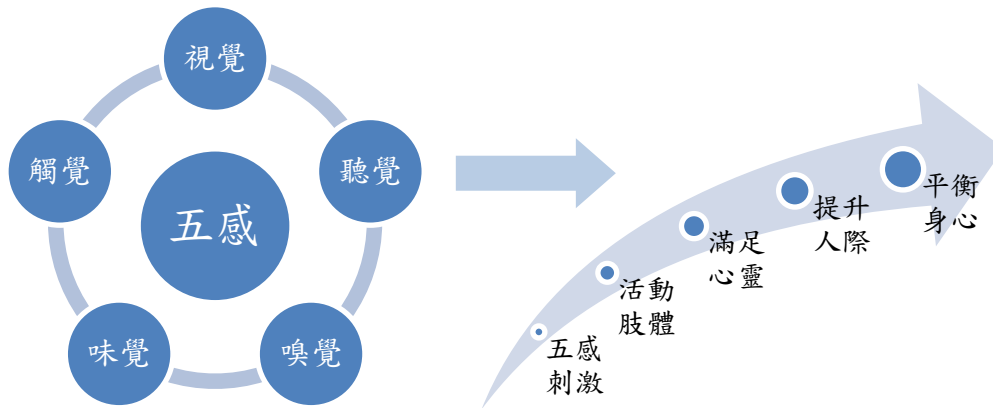 視覺
聽覺
嗅覺
味覺
觸覺
五感
五感
刺激
活動
肢體
滿足
心靈
提升
人際
平衡
身心